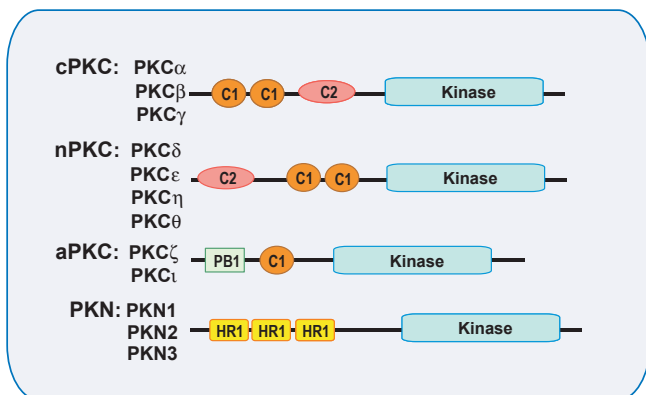 cPKC: PKCα
PKCβ C1 C1 C2 Kinase
PKCγ
nPKC: PKCδ
PKCε C2 C1 C1 Kinase
PKCη
PKCθ
aPKC: PKCζ PB1 C1 Kinase
PKCι
PKN: PKN1
PKN2 HR1 HR1 HR1 Kinase
PKN3